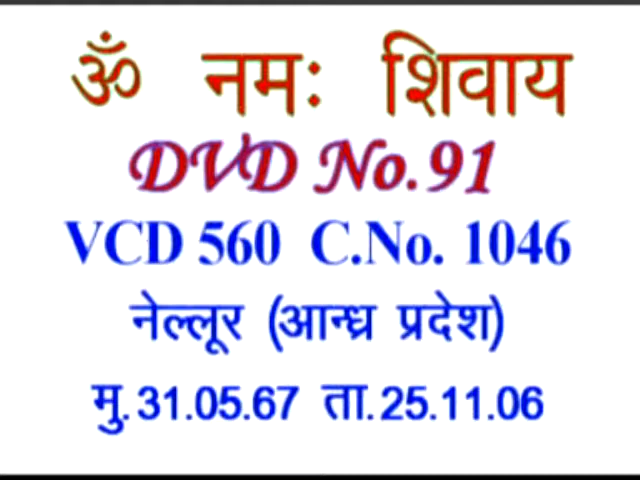 ॐ नमः शिवाय
DVD No.91
VCD 560 C.No. 1046
नेल्लूर (आन्ध्र प्रदेश)
मु.31.05.67 ता.25.11.06